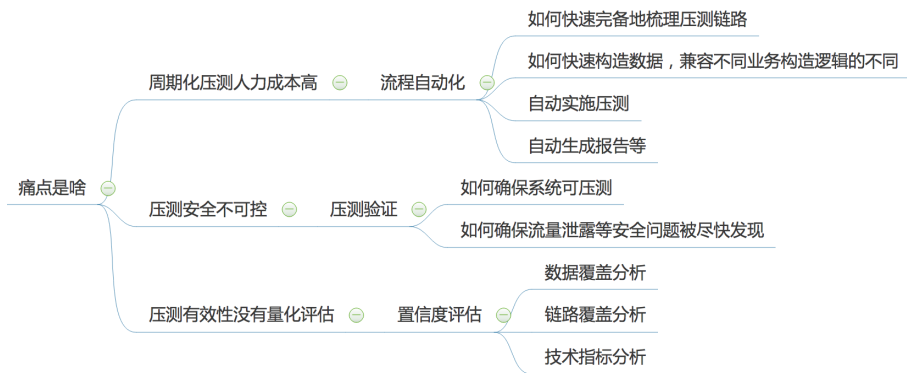 痛点是啥
周期化压测人力成本高
流程自动化
如何快速完备地梳理压测链路
如何快速构造数据，兼容不同业务构造逻辑的不同
自动实施压测
自动生成报告等
压测安全不可控
压测验证
如何确保系统可压测
如何确保流量泄露等安全问题被尽快发现
压测有效性没有量化评估
置信度评估
数据覆盖分析
链路覆盖分析
技术指标分析